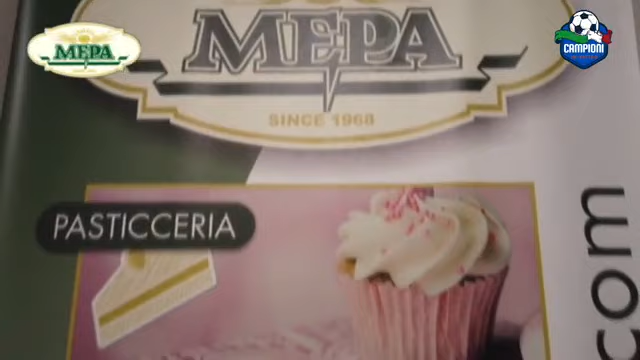 MEPA
MEPA
SINCE 1968
CAMPIONI
PASTICCERIA
com